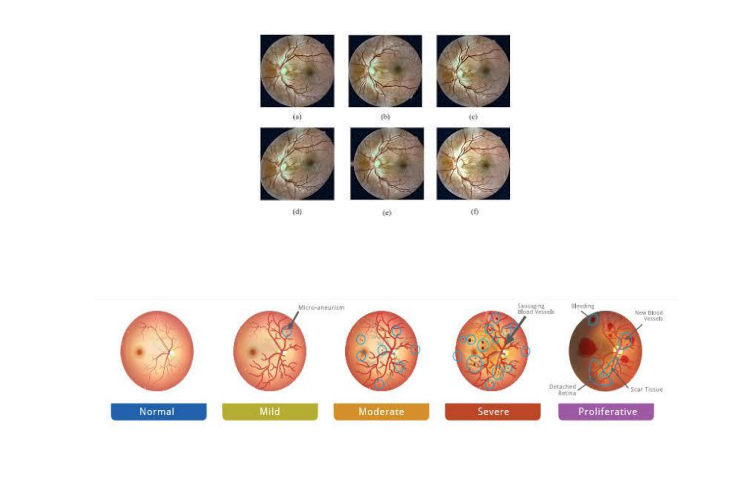 (a)
(b)
(c)
(d)
(e)
(f)
Micro-aneurism
Sausaging
Blood Vessels
Bleeding
New Blood
Vessels
Detached
Retina
Scar Tissue
Normal
Mild
Moderate
Severe
Proliferative